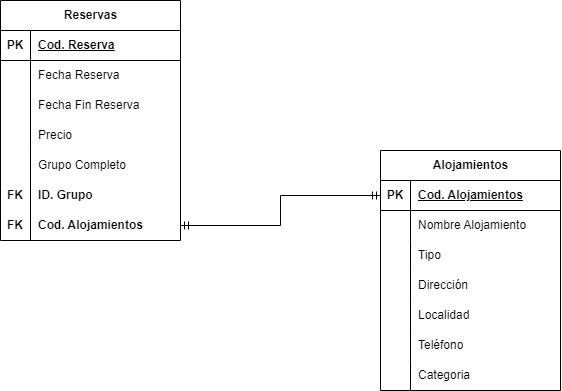 Reservas
PK Cod. Reserva
Fecha Reserva
Fecha Fin Reserva
Precio
Grupo Completo
FK ID. Grupo
FK Cod. Alojamientos
Alojamientos
PK Cod. Alojamientos
Nombre Alojamiento
Tipo
Dirección
Localidad
Teléfono
Categoria